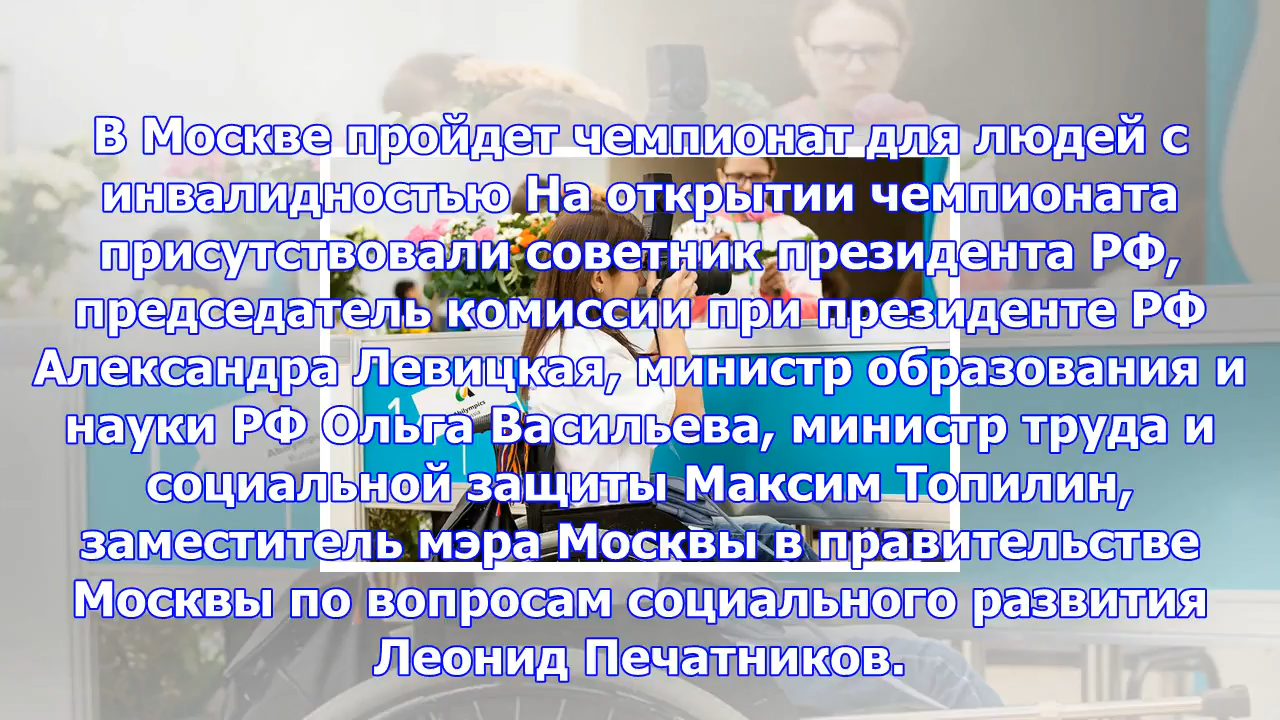 В Москве пройдет чемпионат для людей с
инвалидностью На открытии чемпионата
присутствовали советник президента РФ,
председатель комиссии при президенте РФ
Александра Левицкая, министр образования и
науки РФ Ольга Васильева, министр труда и
социальной защиты Максим Топилин,
заместитель мэра Москвы в правительстве
Москвы по вопросам социального развития
Леонид Печатников.
1
Abilympics